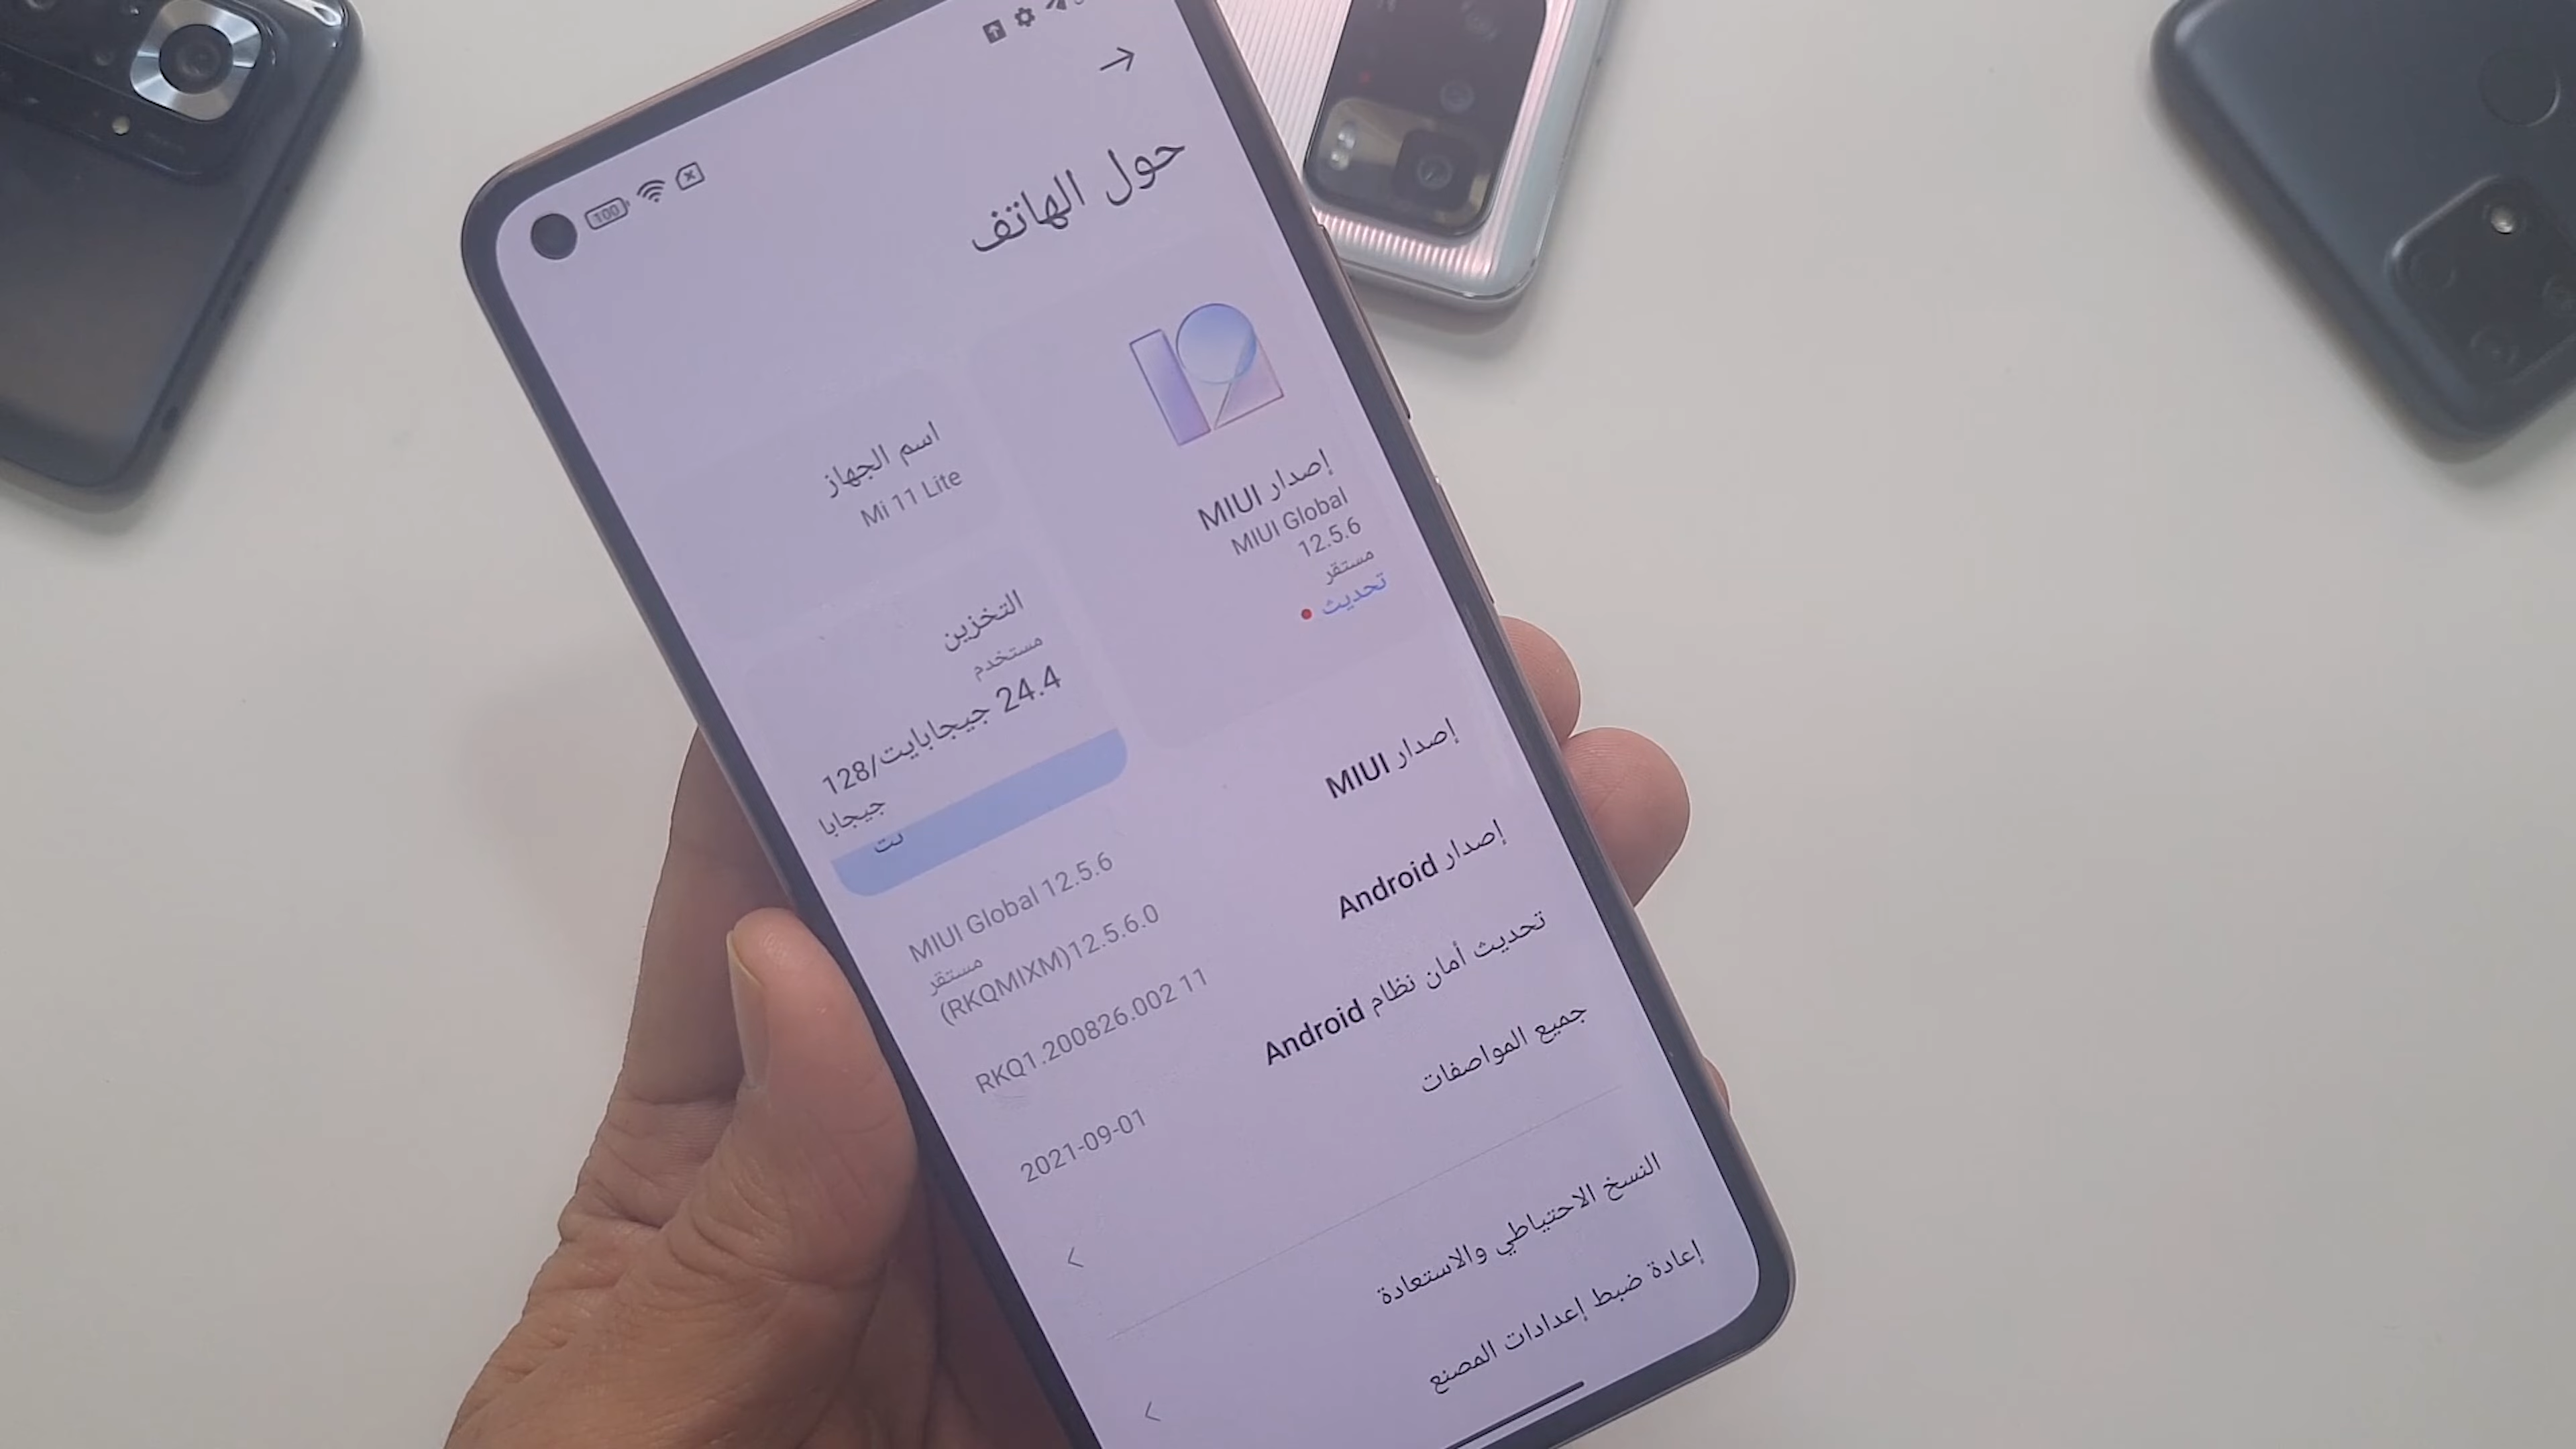 100
حول الهاتف
إصدار MIUI
MIUI Global
12.5.6
مستقر
تحديث
اسم الجهاز
Mi 11 Lite
التخزين
مستخدم
24.4 جيجابايت/128
جيجابا
يت
إصدار MIUI
MIUI Global 12.5.6
مستقر
12.5.6.0(RKQMIXM)
إصدار Android
11 RKQ1.200826.002
تحديث أمان نظام Android
2021-09-01
جميع المواصفات
النسخ الاحتياطي والاستعادة
إعادة ضبط إعدادات المصنع